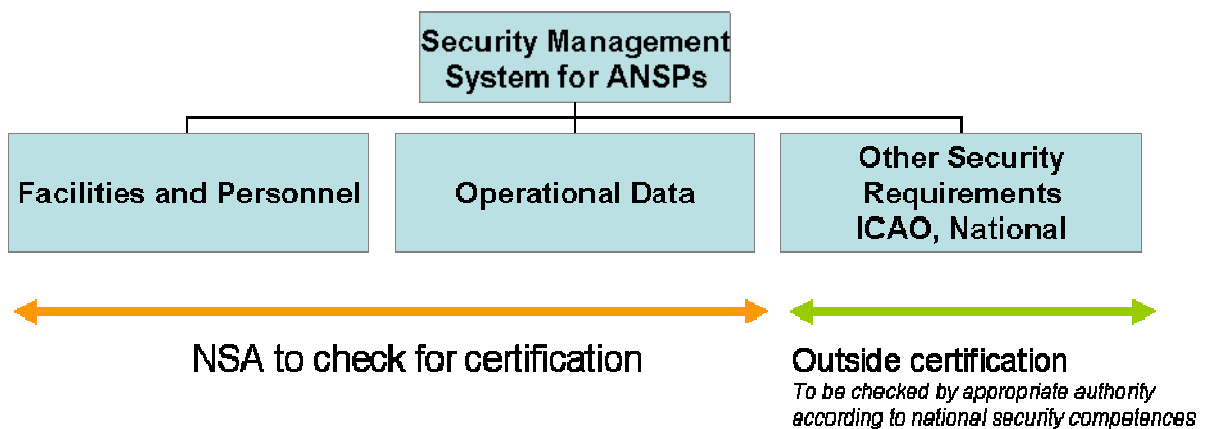 Security Management
System for ANSPs
Facilities and Personnel
Operational Data
Other Security
Requirements
ICAO, National
NSA to check for certification
Outside certification
To be checked by appropriate authority
according to national security competences